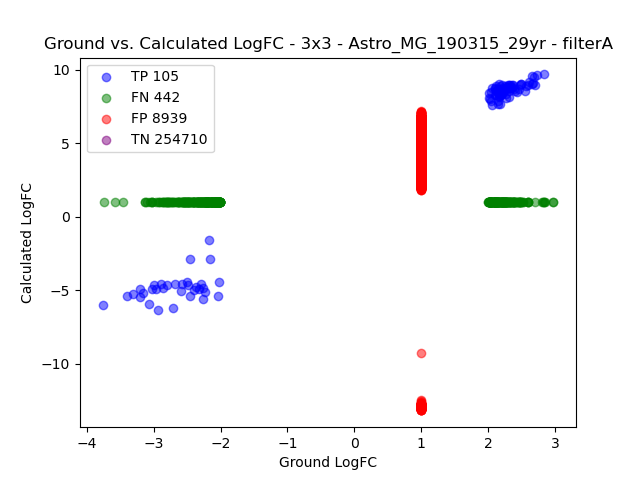 Ground vs. Calculated LogFC - 3x3 - Astro_MG_190315_29yr - filterA
TP 105
FN 442
FP 8939
TN 254710
10
5
0
−5
−10
Calculated LogFC
−4 −3 −2 −1 0 1 2 3
Ground LogFC